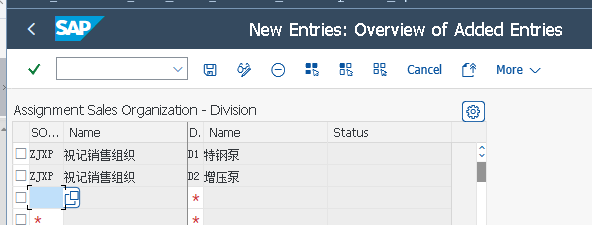 SAP New Entries: Overview of Added Entries
Cancel More
Assignment Sales Organization - Division
SO... Name D. Name Status
ZJXP 祝记销售组织 D1 特钢泵
ZJXP 祝记销售组织 D2 增压泵
*
* *